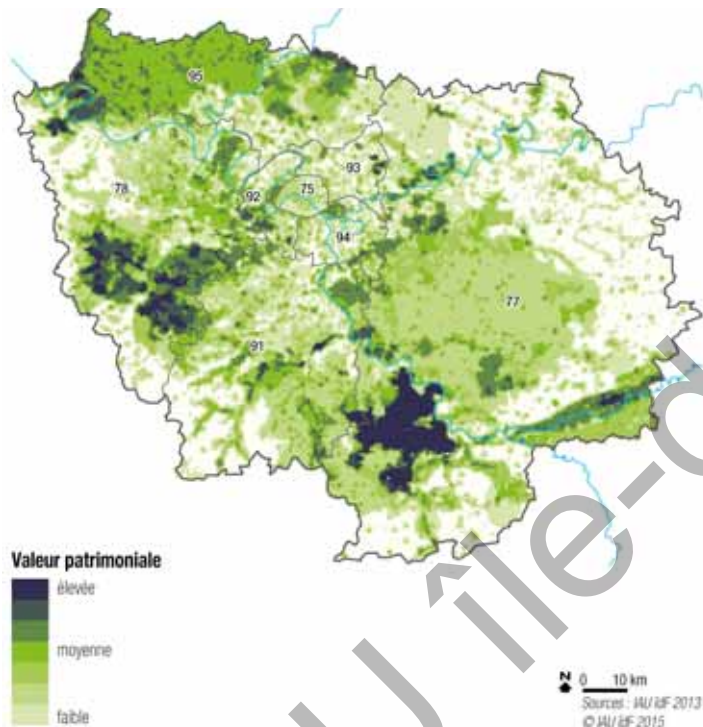 95
93
78
92
75
94
77
91
Valeur patrimoniale
élevée
moyenne
faible
N 0 10 km
Sources : IAU îdF 2013
© IAU îdF 2015
U île-d